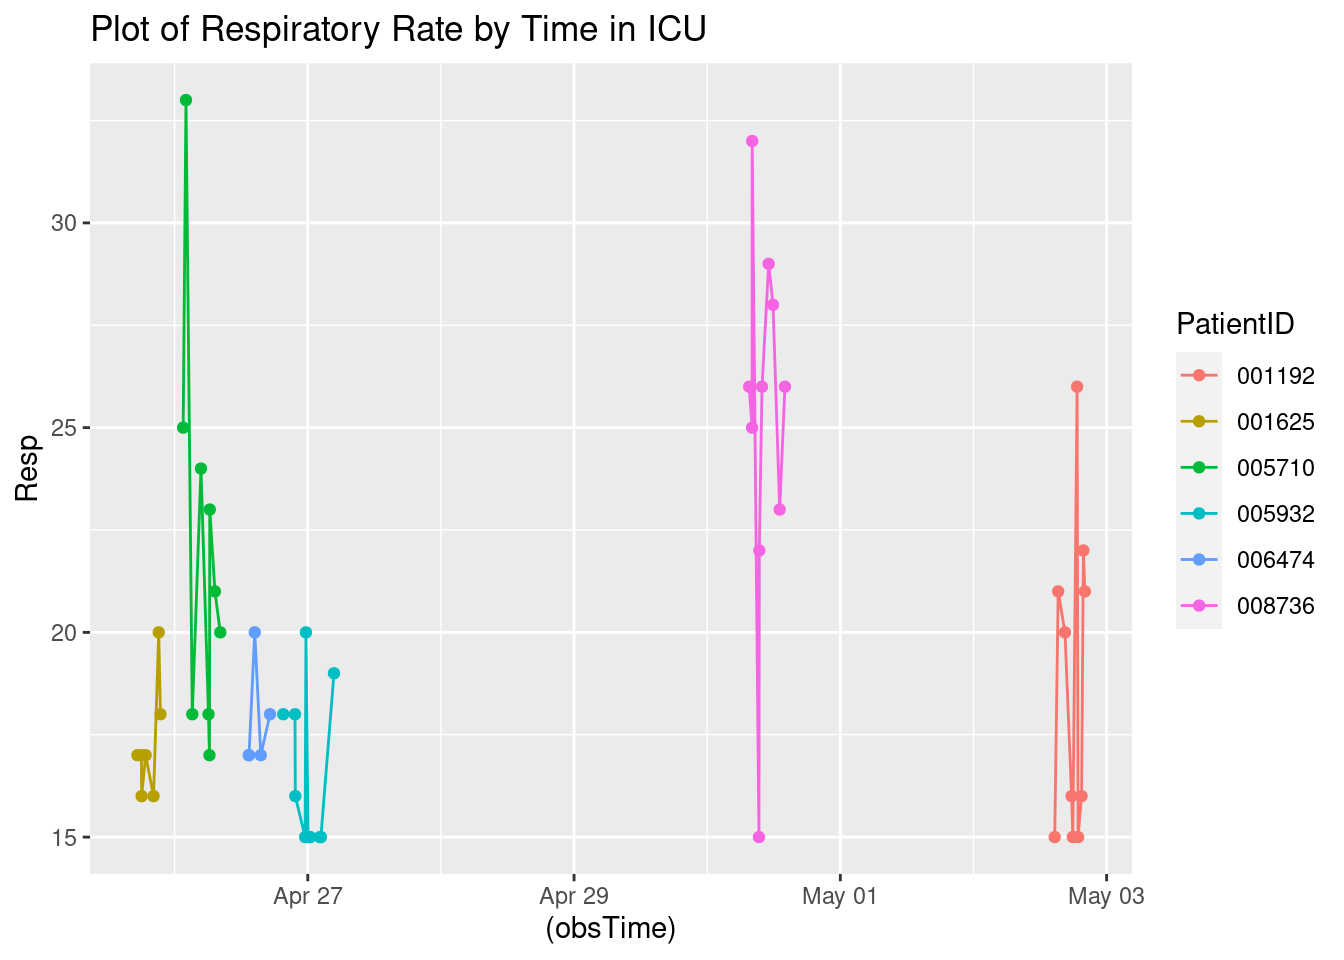 Plot of Respiratory Rate by Time in ICU
Resp
30
25
20
15
Apr 27
Apr 29
May 01
May 03
(obsTime)
PatientID
001192
001625
005710
005932
006474
008736